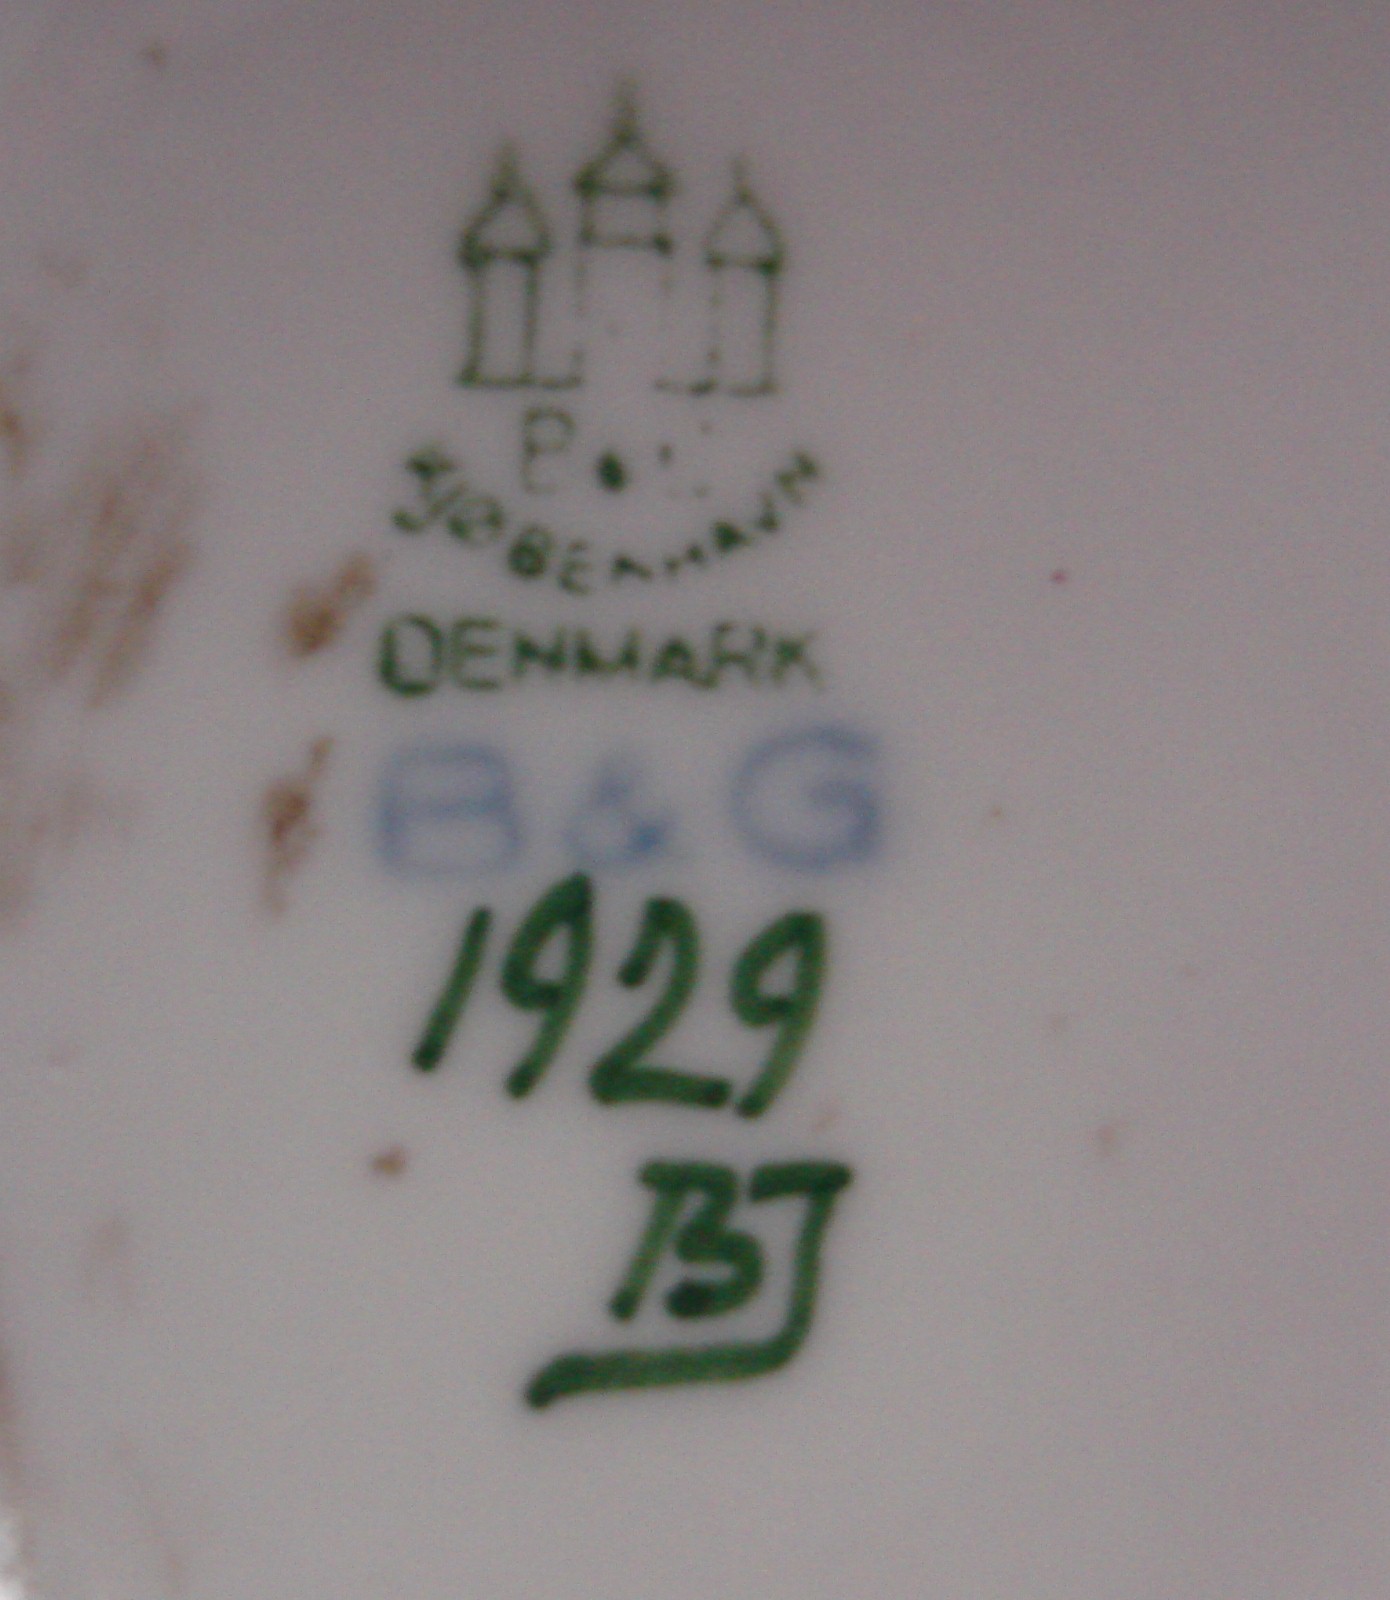 KJØBENHAVN
DENMARK
B & G
1929
BJ